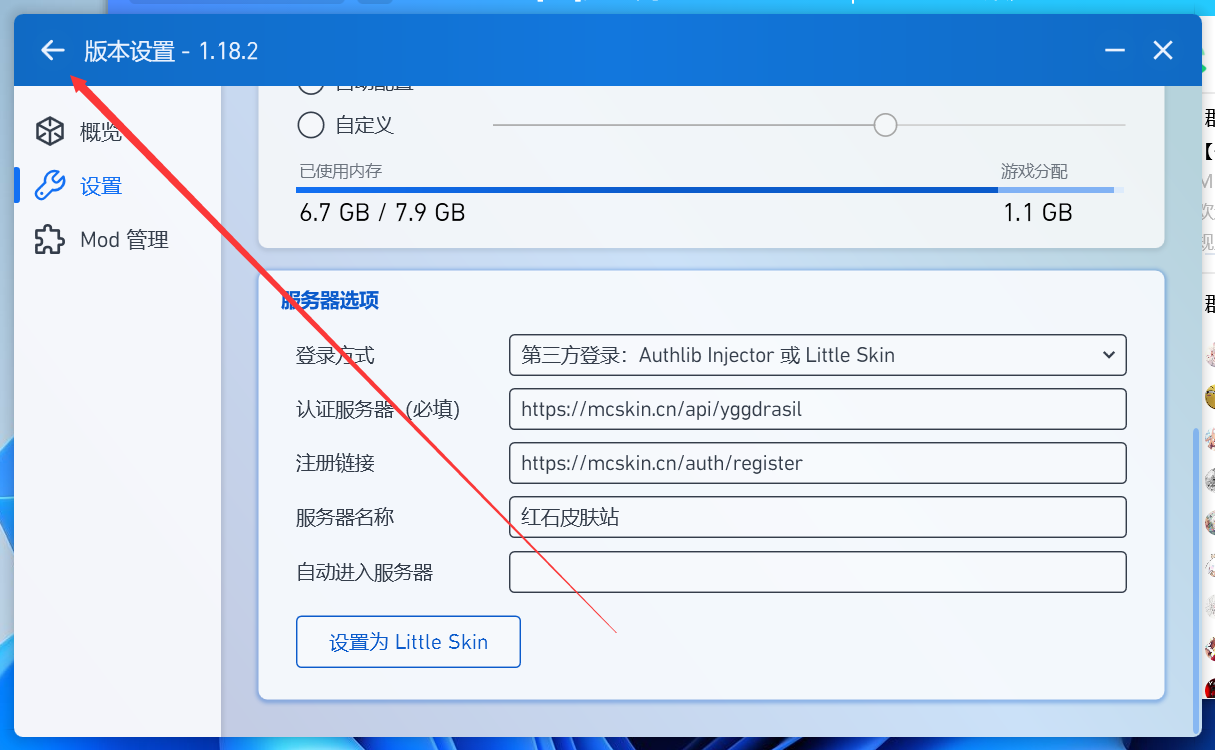 版本设置 - 1.18.2
概览
设置
Mod 管理
自动配置
自定义
已使用内存
游戏分配
6.7 GB / 7.9 GB
1.1 GB
服务器选项
登录方式
第三方登录：Authlib Injector 或 Little Skin
认证服务器（必填）
https://mcskin.cn/api/yggdrasil
注册链接
https://mcskin.cn/auth/register
服务器名称
红石皮肤站
自动进入服务器
设置为 Little Skin